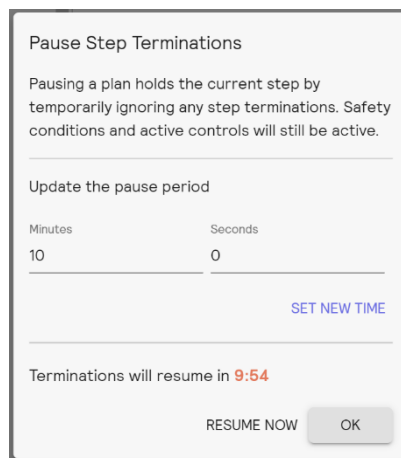 Pause Step Terminations
Pausing a plan holds the current step by
temporarily ignoring any step terminations. Safety
conditions and active controls will still be active.
Update the pause period
Minutes
Seconds
10
0
SET NEW TIME
Terminations will resume in 9:54
RESUME NOW
OK